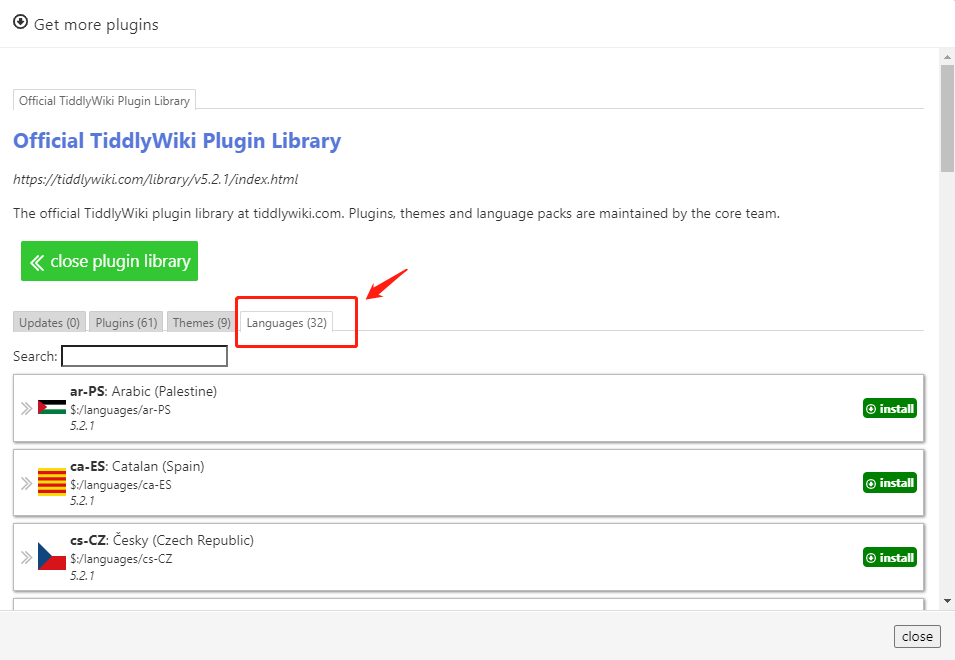 Get more plugins
Official TiddlyWiki Plugin Library
Official TiddlyWiki Plugin Library
https://tiddlywiki.com/library/v5.2.1/index.html
The official TiddlyWiki plugin library at tiddlywiki.com. Plugins, themes and language packs are maintained by the core team.
close plugin library
Updates (0) Plugins (61) Themes (9) Languages (32)
Search:
ar-PS: Arabic (Palestine)
$:/languages/ar-PS
5.2.1
install
ca-ES: Catalan (Spain)
$:/languages/ca-ES
5.2.1
install
cs-CZ: Česky (Czech Republic)
$:/languages/cs-CZ
5.2.1
install
close